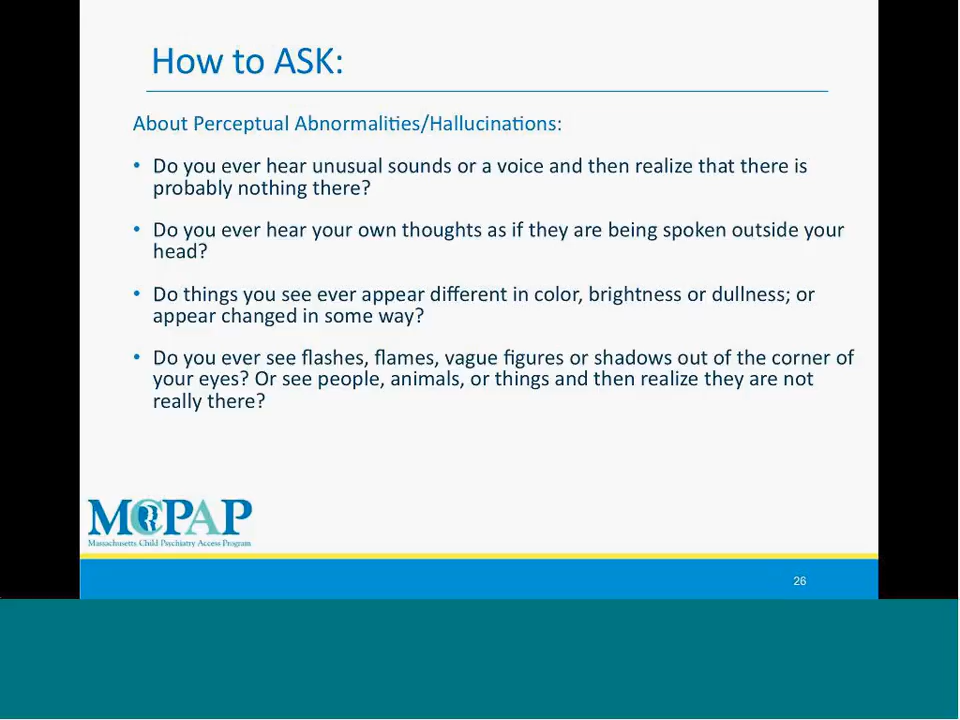 How to ASK:
About Perceptual Abnormalities/Hallucinations:
• Do you ever hear unusual sounds or a voice and then realize that there is
probably nothing there?
• Do you ever hear your own thoughts as if they are being spoken outside your
head?
• Do things you see ever appear different in color, brightness or dullness; or
appear changed in some way?
• Do you ever see flashes, flames, vague figures or shadows out of the corner of
your eyes? Or see people, animals, or things and then realize they are not
really there?
MCPAP
Massachusetts Child Psychiatry Access Program
26